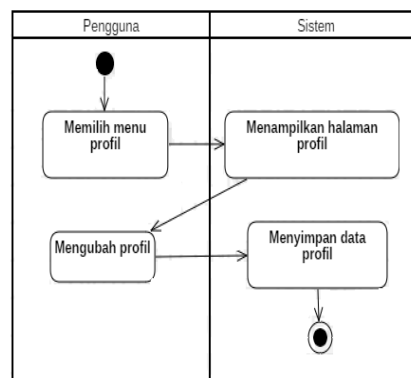 Pengguna
Sistem
Memilih menu
profil
Menampilkan halaman
profil
Mengubah profil
Menyimpan data
profil